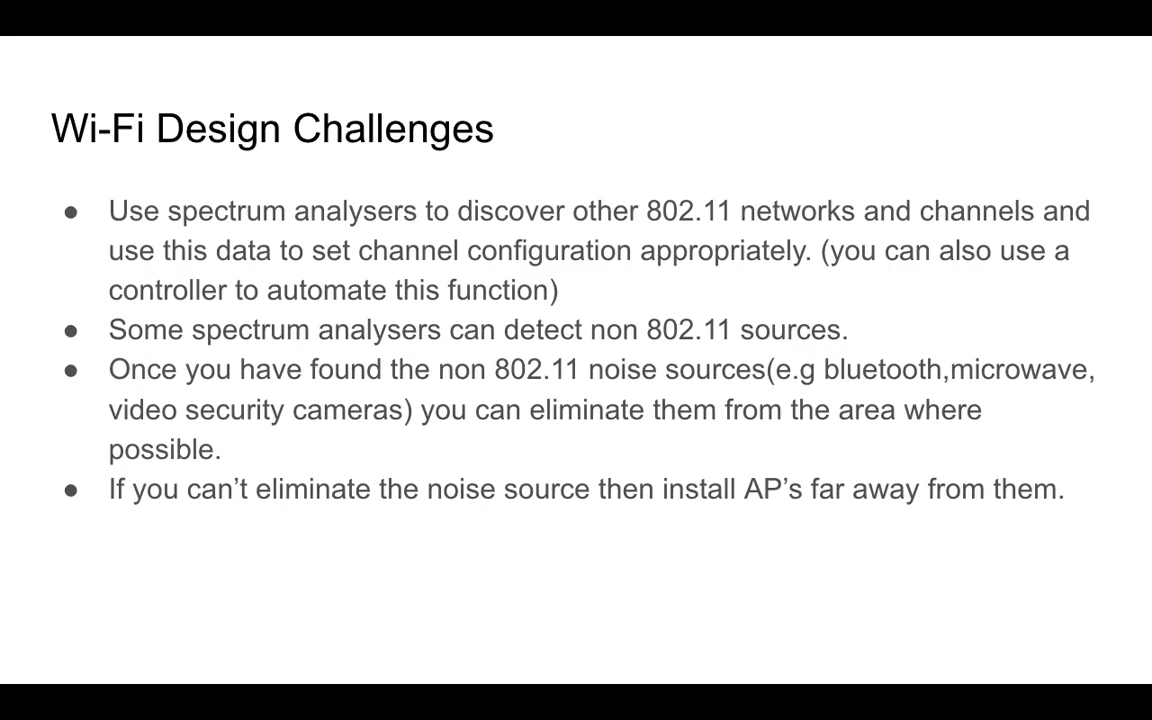 Wi-Fi Design Challenges
● Use spectrum analysers to discover other 802.11 networks and channels and
use this data to set channel configuration appropriately. (you can also use a
controller to automate this function)
● Some spectrum analysers can detect non 802.11 sources.
● Once you have found the non 802.11 noise sources(e.g bluetooth,microwave,
video security cameras) you can eliminate them from the area where
possible.
● If you can’t eliminate the noise source then install AP’s far away from them.